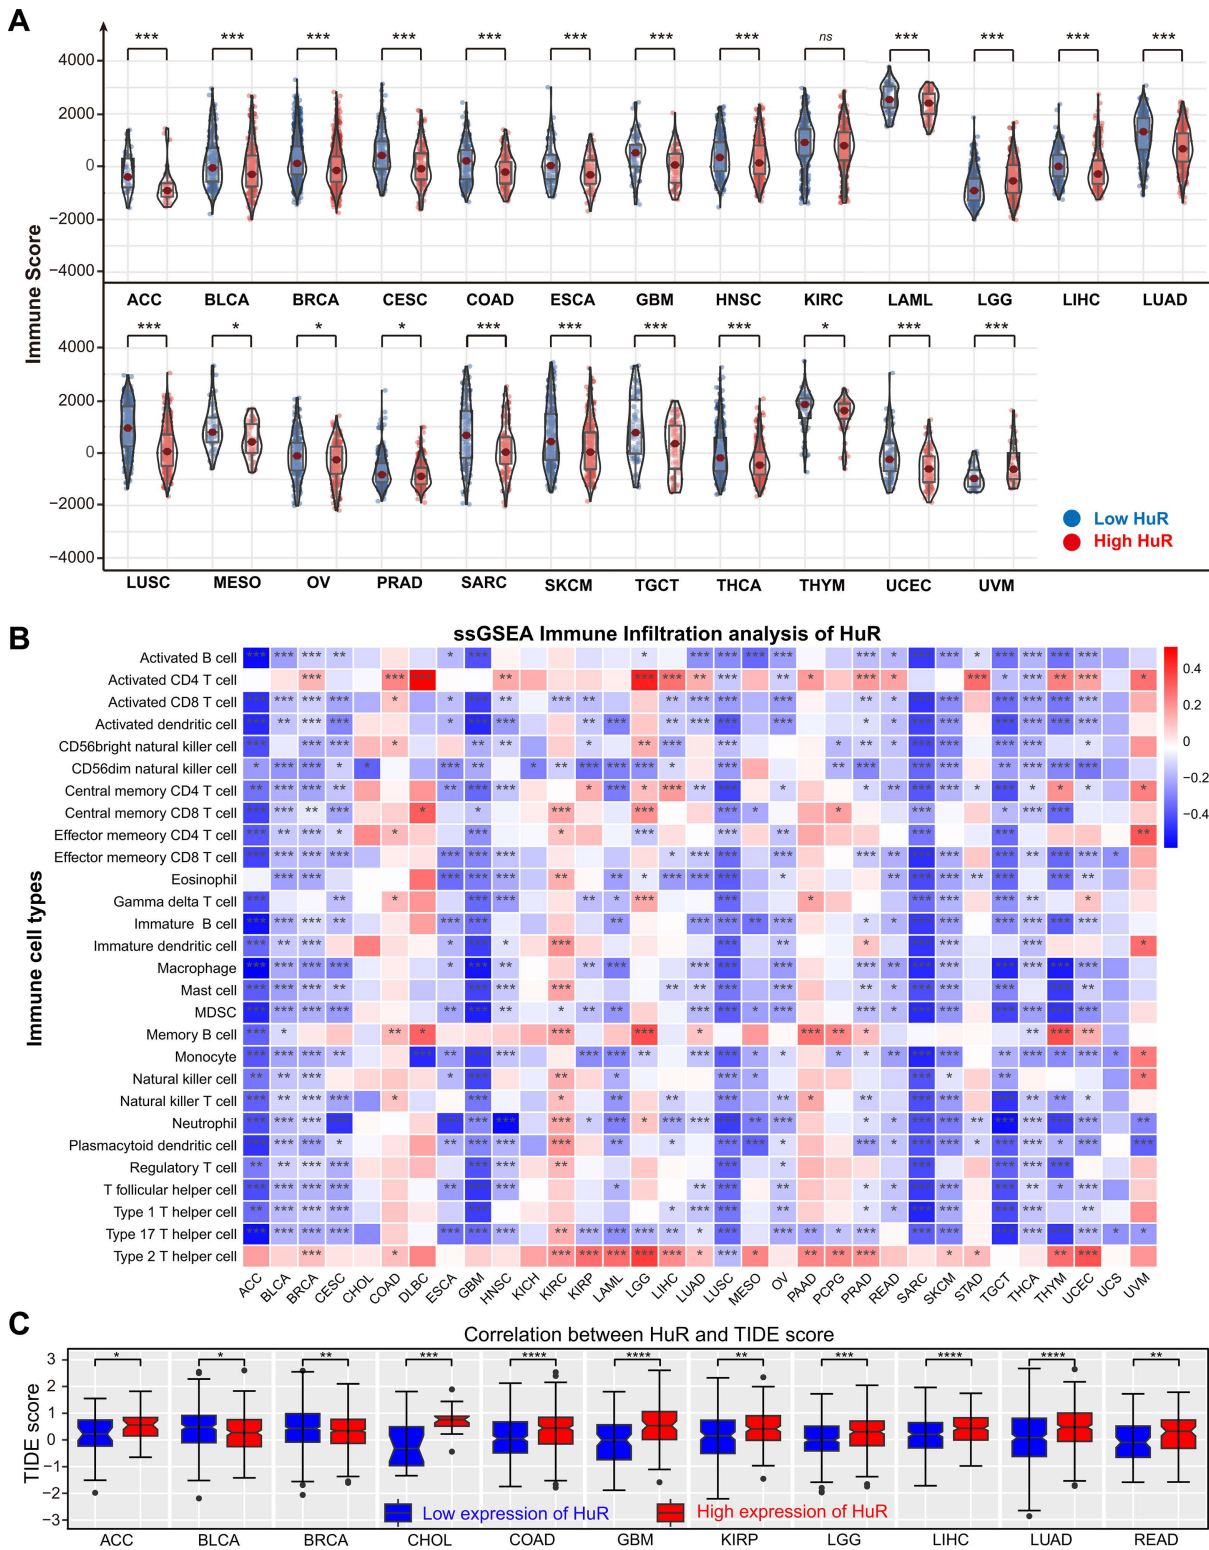 A
*** *** *** *** *** *** *** *** ns *** *** *** ***
4000
2000
0
−2000
−4000
ACC BLCA BRCA CESC COAD ESCA GBM HNSC KIRC LAML LGG LIHC LUAD
Immune Score
*** * * * *** *** *** *** * *** ***
4000
2000
0
−2000
−4000
Low HuR
High HuR
LUSC MESO OV PRAD SARC SKCM TGCT THCA THYM UCEC UVM
B
ssGSEA Immune Infiltration analysis of HuR
Immune cell types
Activated B cell
Activated CD4 T cell
Activated CD8 T cell
Activated dendritic cell
CD56bright natural killer cell
CD56dim natural killer cell
Central memory CD4 T cell
Central memory CD8 T cell
Effector memeory CD4 T cell
Effector memeory CD8 T cell
Eosinophil
Gamma delta T cell
Immature B cell
Immature dendritic cell
Macrophage
Mast cell
MDSC
Memory B cell
Monocyte
Natural killer cell
Natural killer T cell
Neutrophil
Plasmacytoid dendritic cell
Regulatory T cell
T follicular helper cell
Type 1 T helper cell
Type 17 T helper cell
Type 2 T helper cell
0.4
0.2
0
−0.2
−0.4
ACC BLCA BRCA CESC CHOL COAD DLBC ESCA GBM HNSC KICH KIRC KIRP LAML LGG LIHC LUAD LUSC MESO OV PAAD PCPG PRAD READ SARC SKCM STAD TGCT THCA THYM UCEC UCS UVM
C
Correlation between HuR and TIDE score
* * ** *** **** **** ** *** **** **** **
TIDE score
3
2
1
0
−1
−2
−3
Low expression of HuR
High expression of HuR
ACC BLCA BRCA CHOL COAD GBM KIRP LGG LIHC LUAD READ